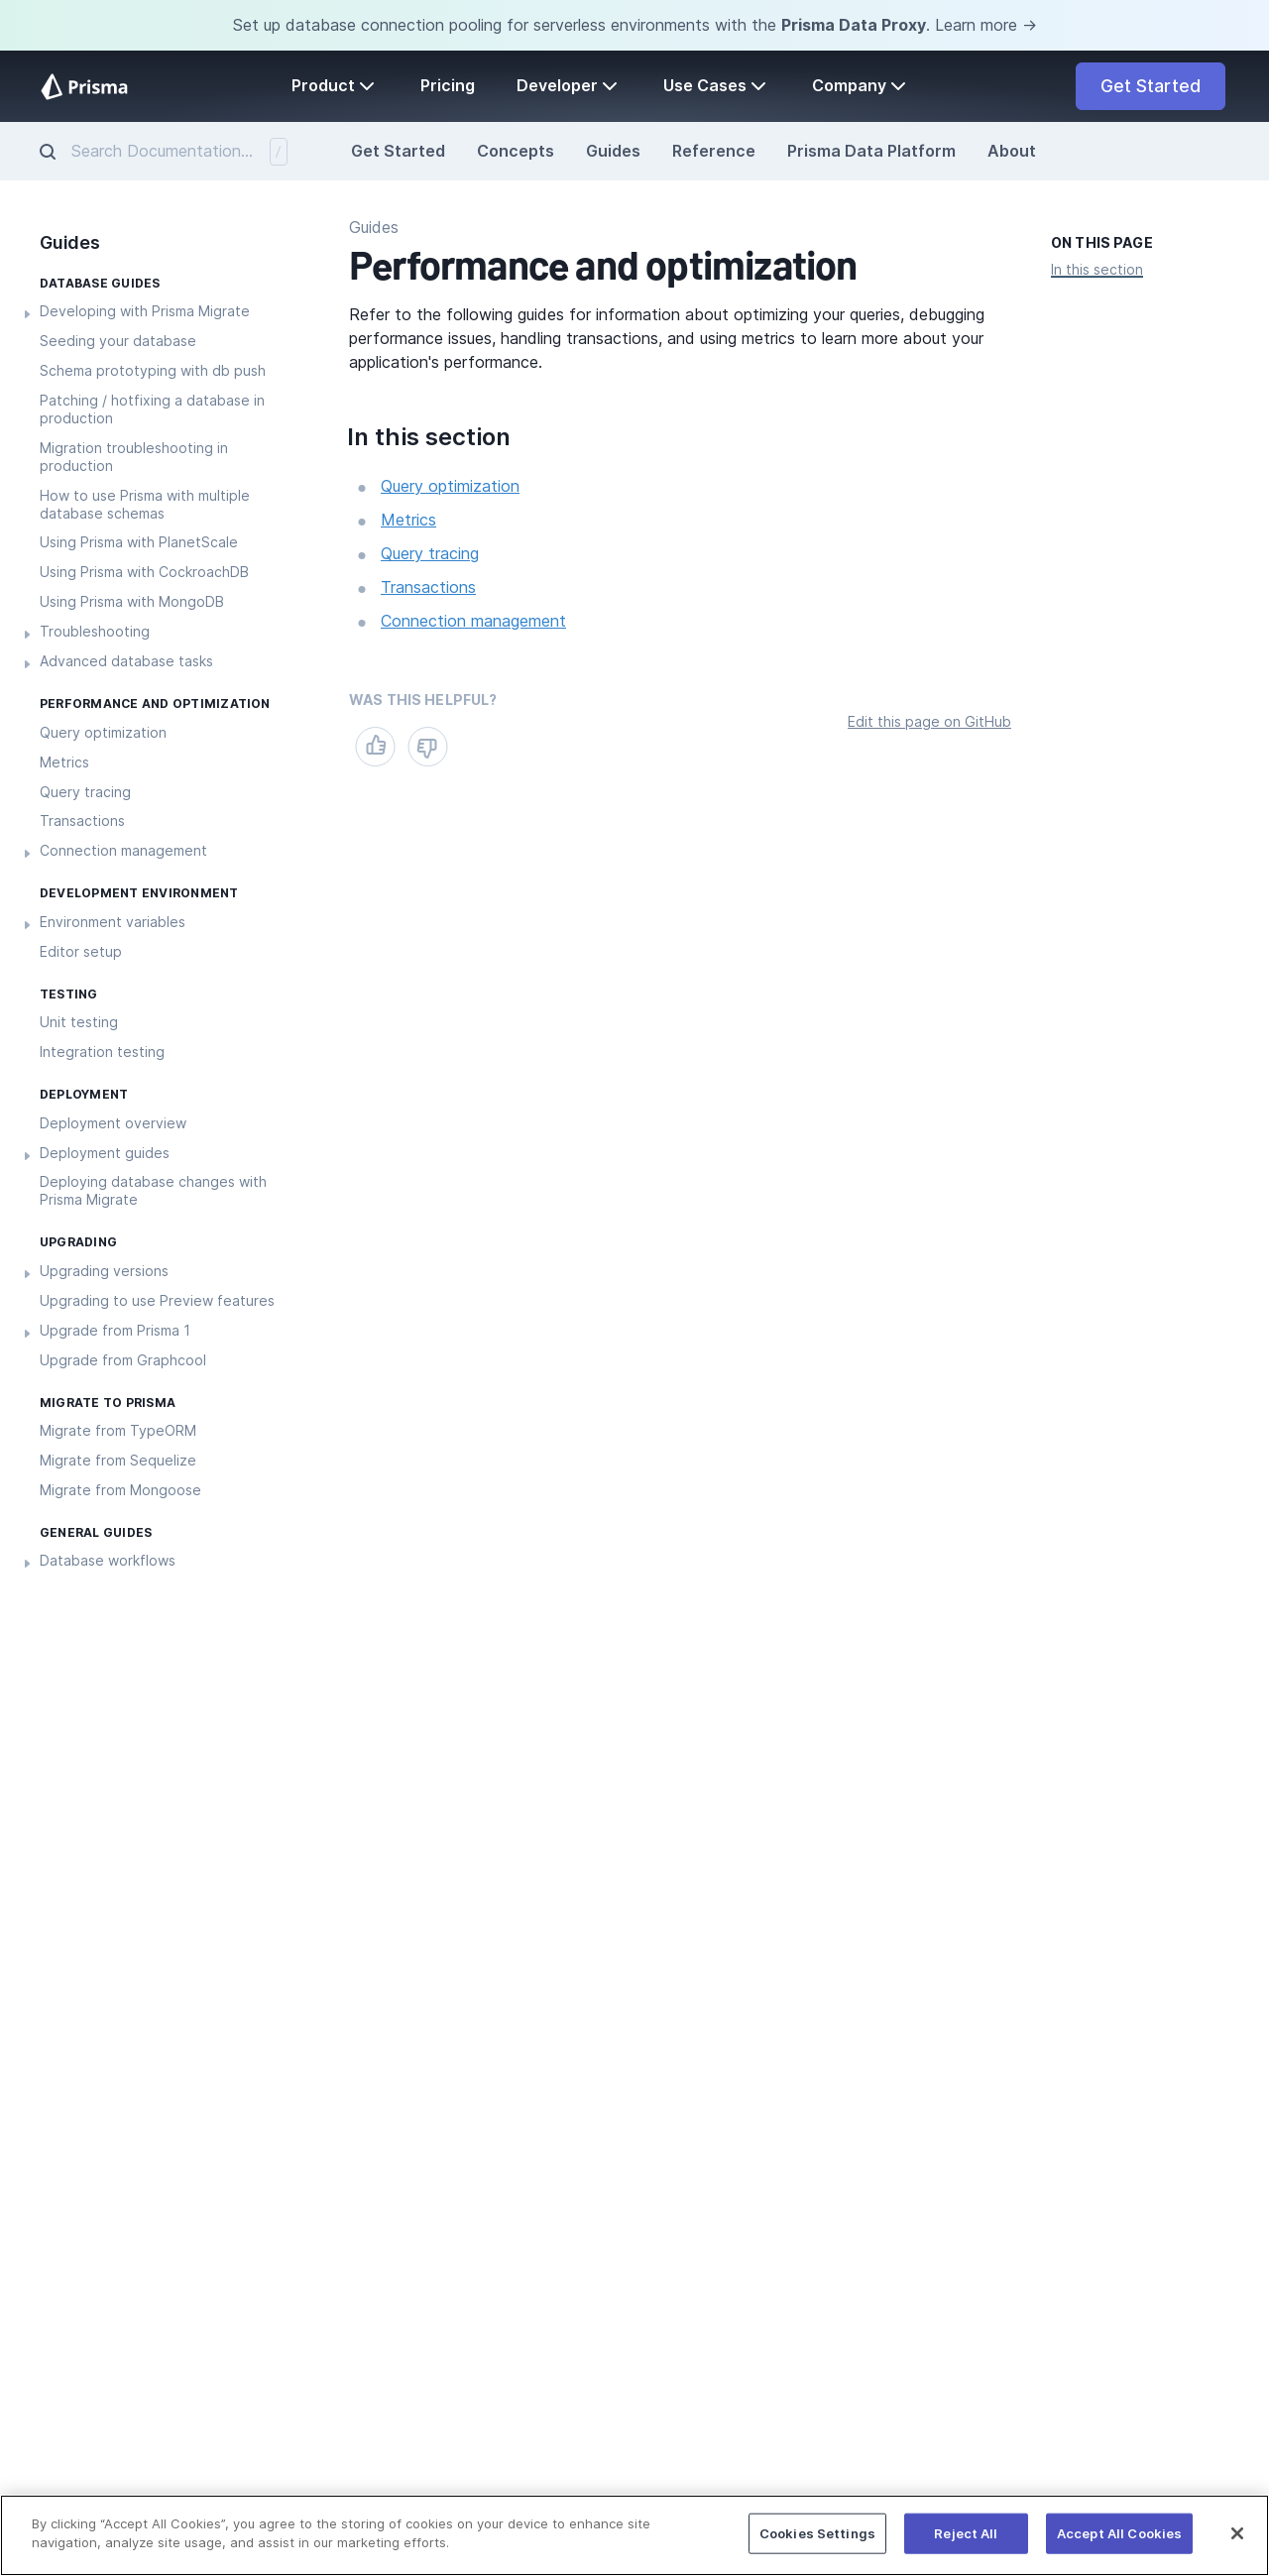 Set up database connection pooling for serverless environments with the Prisma Data Proxy. Learn more →
Prisma
Product
Pricing
Developer
Use Cases
Company
Get Started
Search Documentation...
/
Get Started
Concepts
Guides
Reference
Prisma Data Platform
About
Guides
DATABASE GUIDES
Developing with Prisma Migrate
Seeding your database
Schema prototyping with db push
Patching / hotfixing a database in
production
Migration troubleshooting in
production
How to use Prisma with multiple
database schemas
Using Prisma with PlanetScale
Using Prisma with CockroachDB
Using Prisma with MongoDB
Troubleshooting
Advanced database tasks
PERFORMANCE AND OPTIMIZATION
Query optimization
Metrics
Query tracing
Transactions
Connection management
DEVELOPMENT ENVIRONMENT
Environment variables
Editor setup
TESTING
Unit testing
Integration testing
DEPLOYMENT
Deployment overview
Deployment guides
Deploying database changes with
Prisma Migrate
UPGRADING
Upgrading versions
Upgrading to use Preview features
Upgrade from Prisma 1
Upgrade from Graphcool
MIGRATE TO PRISMA
Migrate from TypeORM
Migrate from Sequelize
Migrate from Mongoose
GENERAL GUIDES
Database workflows
Guides
Performance and optimization
Refer to the following guides for information about optimizing your queries, debugging
performance issues, handling transactions, and using metrics to learn more about your
application's performance.
In this section
Query optimization
Metrics
Query tracing
Transactions
Connection management
WAS THIS HELPFUL?
Edit this page on GitHub
ON THIS PAGE
In this section
By clicking “Accept All Cookies”, you agree to the storing of cookies on your device to enhance site
navigation, analyze site usage, and assist in our marketing efforts.
Cookies Settings
Reject All
Accept All Cookies